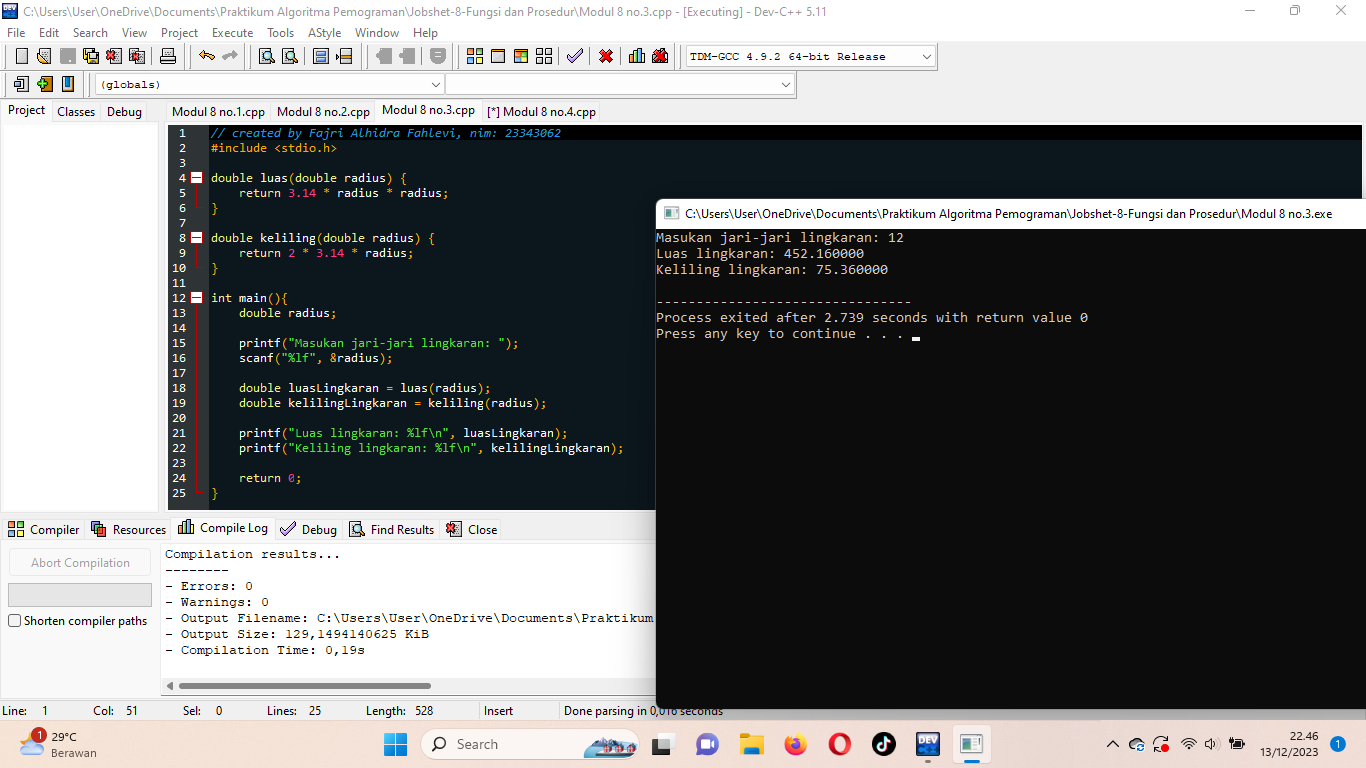 C:\Users\User\OneDrive\Documents\Praktikum Algoritma Pemograman\Jobshet-8-Fungsi dan Prosedur\Modul 8 no.3.cpp - [Executing] - Dev-C++ 5.11
File Edit Search View Project Execute Tools AStyle Window Help
TDM-GCC 4.9.2 64-bit Release
(globals)
Project Classes Debug
Modul 8 no.1.cpp Modul 8 no.2.cpp Modul 8 no.3.cpp [*] Modul 8 no.4.cpp
1 // created by Fajri Alhidra Fahlevi, nim: 23343062
2 #include <stdio.h>
3
4 double luas(double radius) {
5 return 3.14 * radius * radius;
6 }
7
8 double keliling(double radius) {
9 return 2 * 3.14 * radius;
10 }
11
12 int main(){
13 double radius;
14
15 printf("Masukan jari-jari lingkaran: ");
16 scanf("%lf", &radius);
17
18 double luasLingkaran = luas(radius);
19 double kelilingLingkaran = keliling(radius);
20
21 printf("Luas lingkaran: %lf\n", luasLingkaran);
22 printf("Keliling lingkaran: %lf\n", kelilingLingkaran);
23
24 return 0;
25 }
C:\Users\User\OneDrive\Documents\Praktikum Algoritma Pemograman\Jobshet-8-Fungsi dan Prosedur\Modul 8 no.3.exe
Masukan jari-jari lingkaran: 12
Luas lingkaran: 452.160000
Keliling lingkaran: 75.360000
--------------------------------
Process exited after 2.739 seconds with return value 0
Press any key to continue . . .
Compiler Resources Compile Log Debug Find Results Close
Abort Compilation
Shorten compiler paths
Compilation results...
--------
- Errors: 0
- Warnings: 0
- Output Filename: C:\Users\User\OneDrive\Documents\Praktikum
- Output Size: 129,1494140625 KiB
- Compilation Time: 0,19s
Line: 1 Col: 51 Sel: 0 Lines: 25 Length: 528 Insert Done parsing in 0,016 seconds
1
29°C
Berawan
Search
DEV
22.46
13/12/2023
1